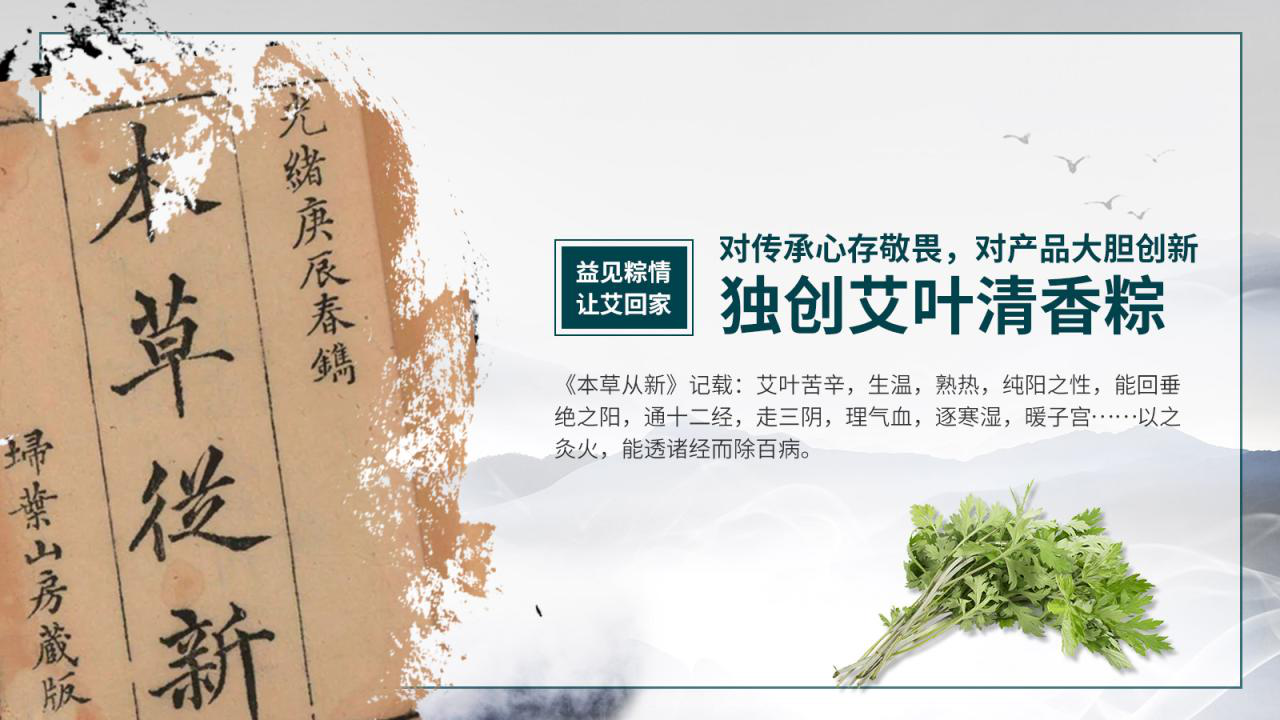 光緒庚辰春鐫
本草從新
掃葉山房藏版
益见粽情
让艾回家
对传承心存敬畏，对产品大胆创新
独创艾叶清香粽
《本草从新》记载：艾叶苦辛，生温，熟热，纯阳之性，能回垂
绝之阳，通十二经，走三阴，理气血，逐寒湿，暖子宫……以之
灸火，能透诸经而除百病。